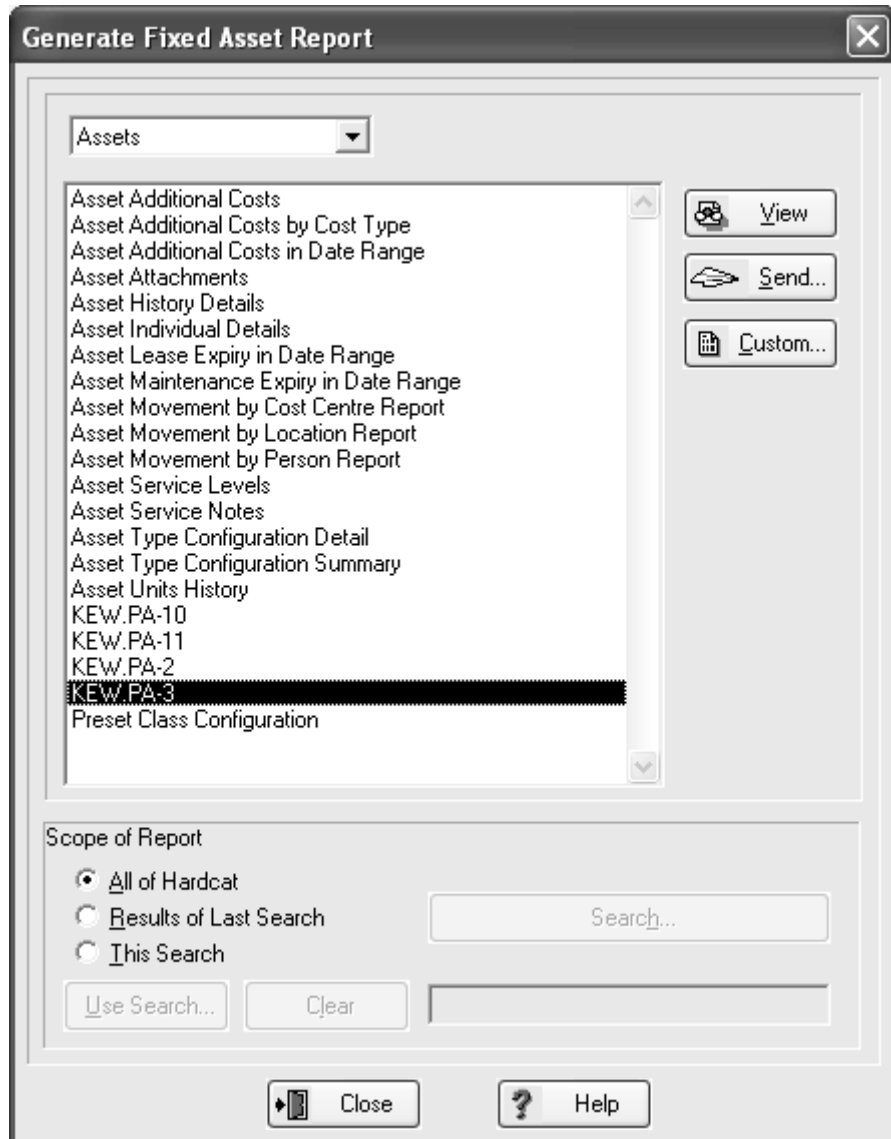 Generate Fixed Asset Report
Assets
Asset Additional Costs
Asset Additional Costs by Cost Type
Asset Additional Costs in Date Range
Asset Attachments
Asset History Details
Asset Individual Details
Asset Lease Expiry in Date Range
Asset Maintenance Expiry in Date Range
Asset Movement by Cost Centre Report
Asset Movement by Location Report
Asset Movement by Person Report
Asset Service Levels
Asset Service Notes
Asset Type Configuration Detail
Asset Type Configuration Summary
Asset Units History
KEW.PA-10
KEW.PA-11
KEW.PA-2
KEW.PA-3
Preset Class Configuration
View
Send...
Custom...
Scope of Report
All of Hardcat
Results of Last Search
Search...
This Search
Use Search...
Clear
Close
Help